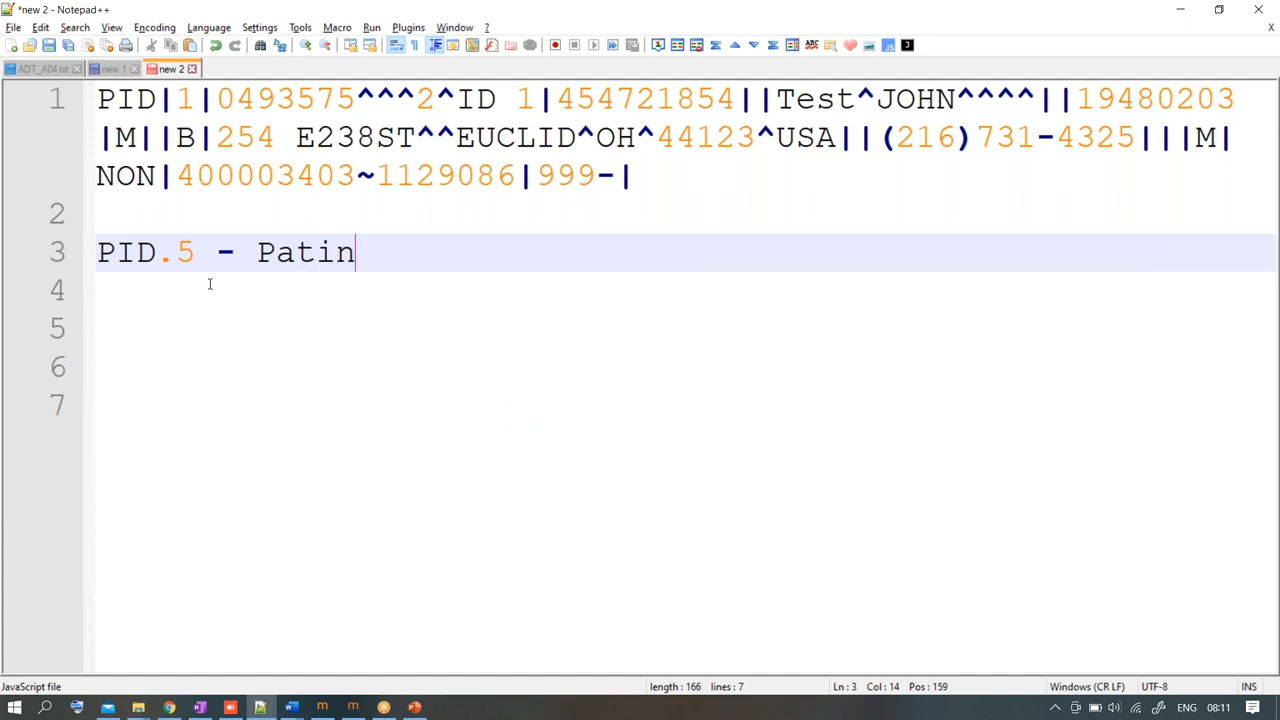 *new 2 - Notepad++
File Edit Search View Encoding Language Settings Tools Macro Run Plugins Window ? X
ADT_A04.txt new 1 new 2
1 PID|1|0493575^^^2^ID 1|454721854||Test^JOHN^^^^||19480203
|M||B|254 E238ST^^EUCLID^OH^44123^USA||(216)731-4325|||M|
NON|400003403~1129086|999-|
2
3 PID.5 - Patin
4
5
6
7
JavaScript file length : 166 lines : 7 Ln : 3 Col : 14 Pos : 159 Windows (CR LF) UTF-8 INS
ENG 08:11